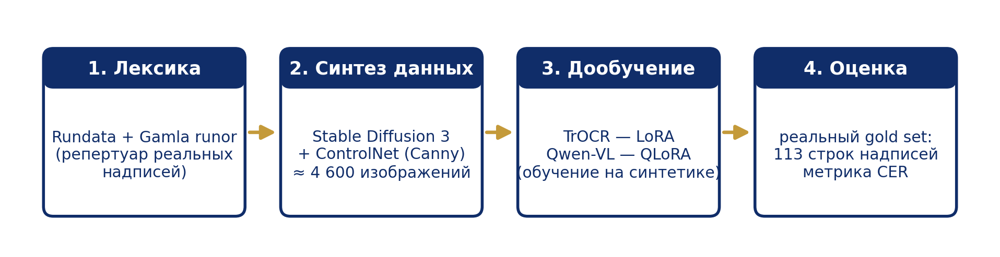 1. Лексика
Rundata + Gamla runor
(репертуар реальных
надписей)
2. Синтез данных
Stable Diffusion 3
+ ControlNet (Canny)
≈ 4 600 изображений
3. Дообучение
TrOCR — LoRA
Qwen-VL — QLoRA
(обучение на синтетике)
4. Оценка
реальный gold set:
113 строк надписей
метрика CER